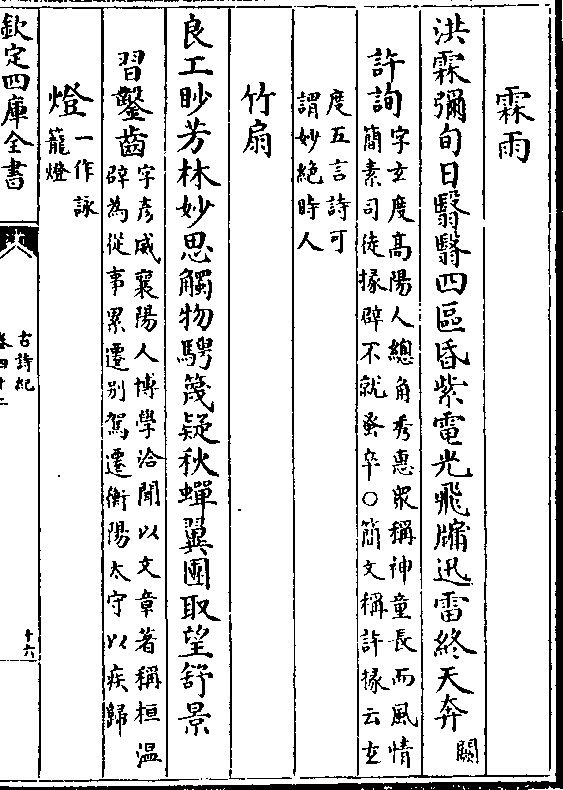 霖雨
洪霖彌旬日翳翳四區昏紫電光飛牖迅雷終天奔闕
許詢字玄度高陽人總角秀惠眾稱神童長而風情
簡素司徒掾辟不就蚤卒○簡文稱許掾云玄
度五言詩可
謂妙絶時人
竹扇
良工眇芳林妙思觸物騁篾疑秋蟬翼團取望舒景
習鑿齒字彦威襄陽人博學洽聞以文章著稱桓温
辟為從事累遷别駕遷衡陽太守以疾歸
燈一作詠
籠燈
欽定四庫全書
古詩紀
卷四十二
十六